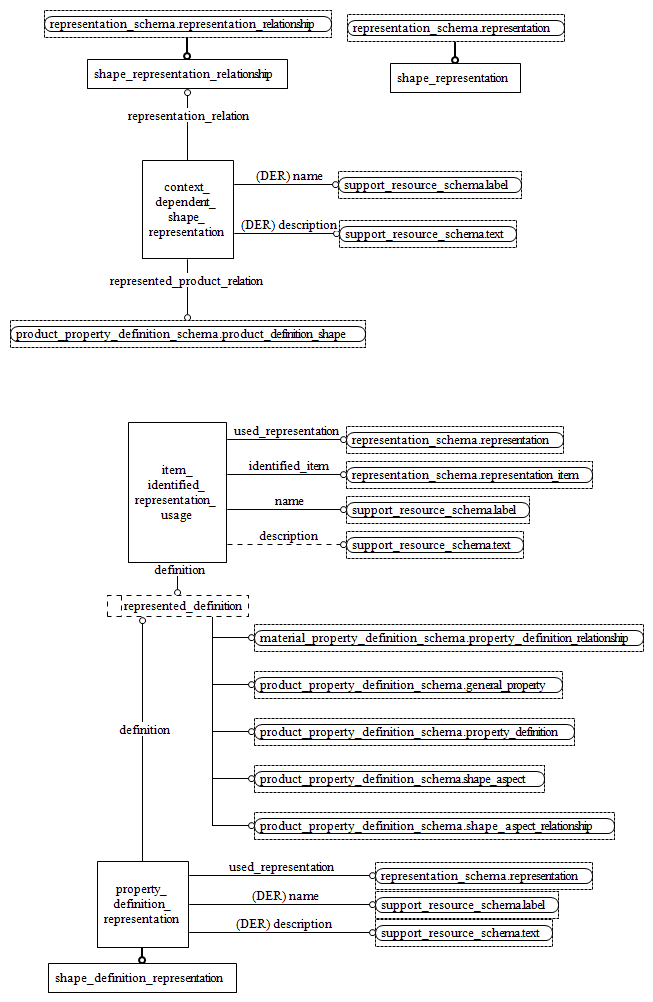 representation_schema.representation_relationship
representation_schema.representation
shape_representation_relationship
shape_representation
representation_relation
context_
dependent_
shape_
representation
(DER) name
support_resource_schema.label
(DER) description
support_resource_schema.text
represented_product_relation
product_property_definition_schema.product_definition_shape
item_
identified_
representation_
usage
used_representation
representation_schema.representation
identified_item
representation_schema.representation_item
name
support_resource_schema.label
description
support_resource_schema.text
definition
represented_definition
material_property_definition_schema.property_definition_relationship
product_property_definition_schema.general_property
product_property_definition_schema.property_definition
definition
product_property_definition_schema.shape_aspect
product_property_definition_schema.shape_aspect_relationship
property_
definition_
representation
used_representation
representation_schema.representation
(DER) name
support_resource_schema.label
(DER) description
support_resource_schema.text
shape_definition_representation